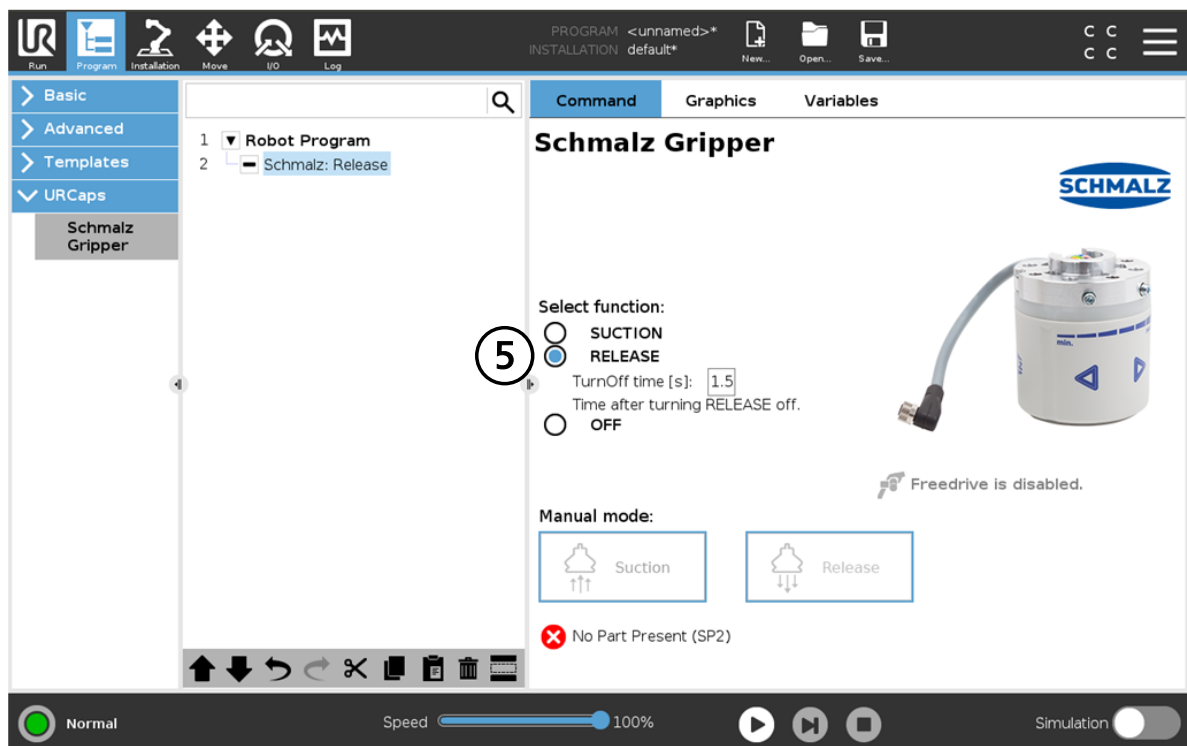 UR
Run
Program
Installation
Move
I/O
Log
PROGRAM <unnamed>*
INSTALLATION default*
New...
Open...
Save...
C C
C C
Basic
Advanced
Templates
URCaps
Schmalz
Gripper
1 Robot Program
2 Schmalz: Release
Command Graphics Variables
Schmalz Gripper
SCHMALZ
min.
Select function:
SUCTION
5
RELEASE
TurnOff time [s]: 1.5
Time after turning RELEASE off.
OFF
Freedrive is disabled.
Manual mode:
Suction
Release
No Part Present (SP2)
Normal
Speed 100%
Simulation